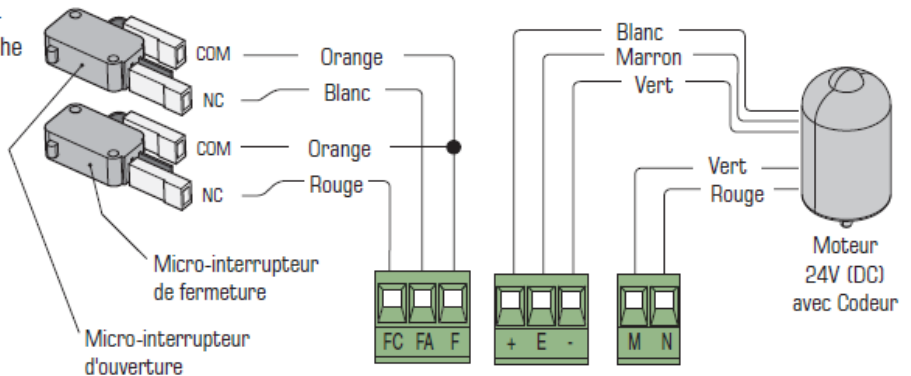 he
COM
Orange
NC
Blanc
COM
Orange
NC
Rouge
Micro-interrupteur
de fermeture
Micro-interrupteur
d'ouverture
FC FA F
Blanc
Marron
Vert
Vert
Rouge
+ E -
M N
Moteur
24V (DC)
avec Codeur